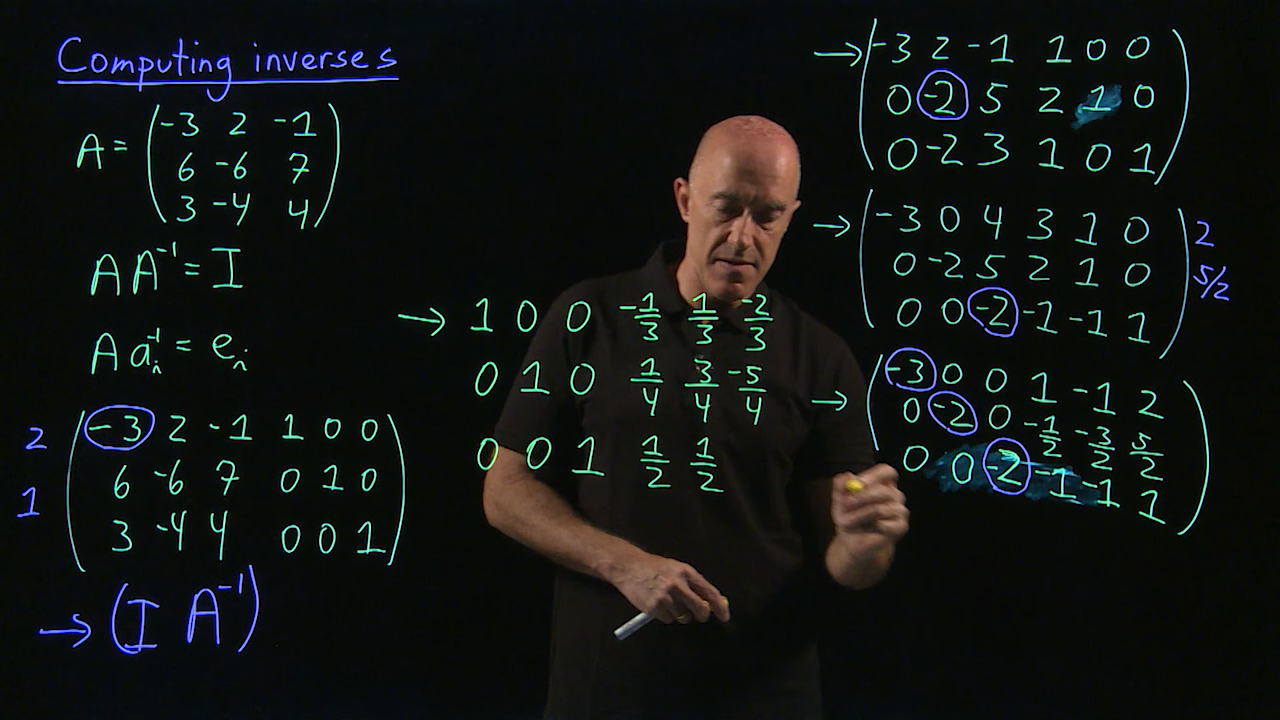 Computing inverses
A = ( -3 2 -1
6 -6 7
3 -4 4 )
A A⁻¹ = I
A aᵢ⁻¹ = eᵢ
2 ( -3 2 -1 1 0 0
1 6 -6 7 0 1 0
3 -4 4 0 0 1 )
→ ( I A⁻¹ )
→ 1 0 0 -1/3 1/3 -2/3
0 1 0 1/4 3/4 -5/4
0 0 1 1/2 1/2
→ ( -3 2 -1 1 0 0
0 -2 5 2 1 0
0 -2 3 1 0 1 )
→ ( -3 0 4 3 1 0 ) 2
0 -2 5 2 1 0 5/2
0 0 -2 -1 -1 1 )
→ ( -3 0 0 1 -1 2
0 -2 0 -1/2 -3/2 5/2
0 0 -2 -1 -1 1 )